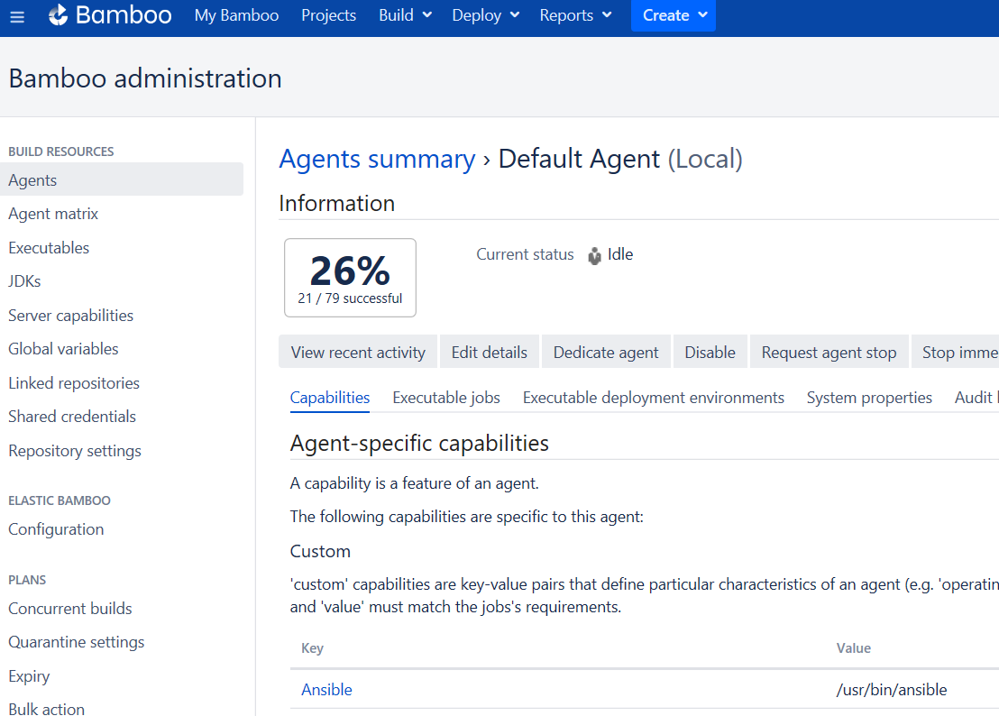 Bamboo My Bamboo Projects Build Deploy Reports Create
Bamboo administration
BUILD RESOURCES
Agents
Agent matrix
Executables
JDKs
Server capabilities
Global variables
Linked repositories
Shared credentials
Repository settings
ELASTIC BAMBOO
Configuration
PLANS
Concurrent builds
Quarantine settings
Expiry
Bulk action
Agents summary › Default Agent (Local)
Information
26%
21 / 79 successful
Current status Idle
View recent activity Edit details Dedicate agent Disable Request agent stop Stop imme
Capabilities Executable jobs Executable deployment environments System properties Audit
Agent-specific capabilities
A capability is a feature of an agent.
The following capabilities are specific to this agent:
Custom
'custom' capabilities are key-value pairs that define particular characteristics of an agent (e.g. 'operatin
and 'value' must match the jobs's requirements.
Key Value
Ansible /usr/bin/ansible